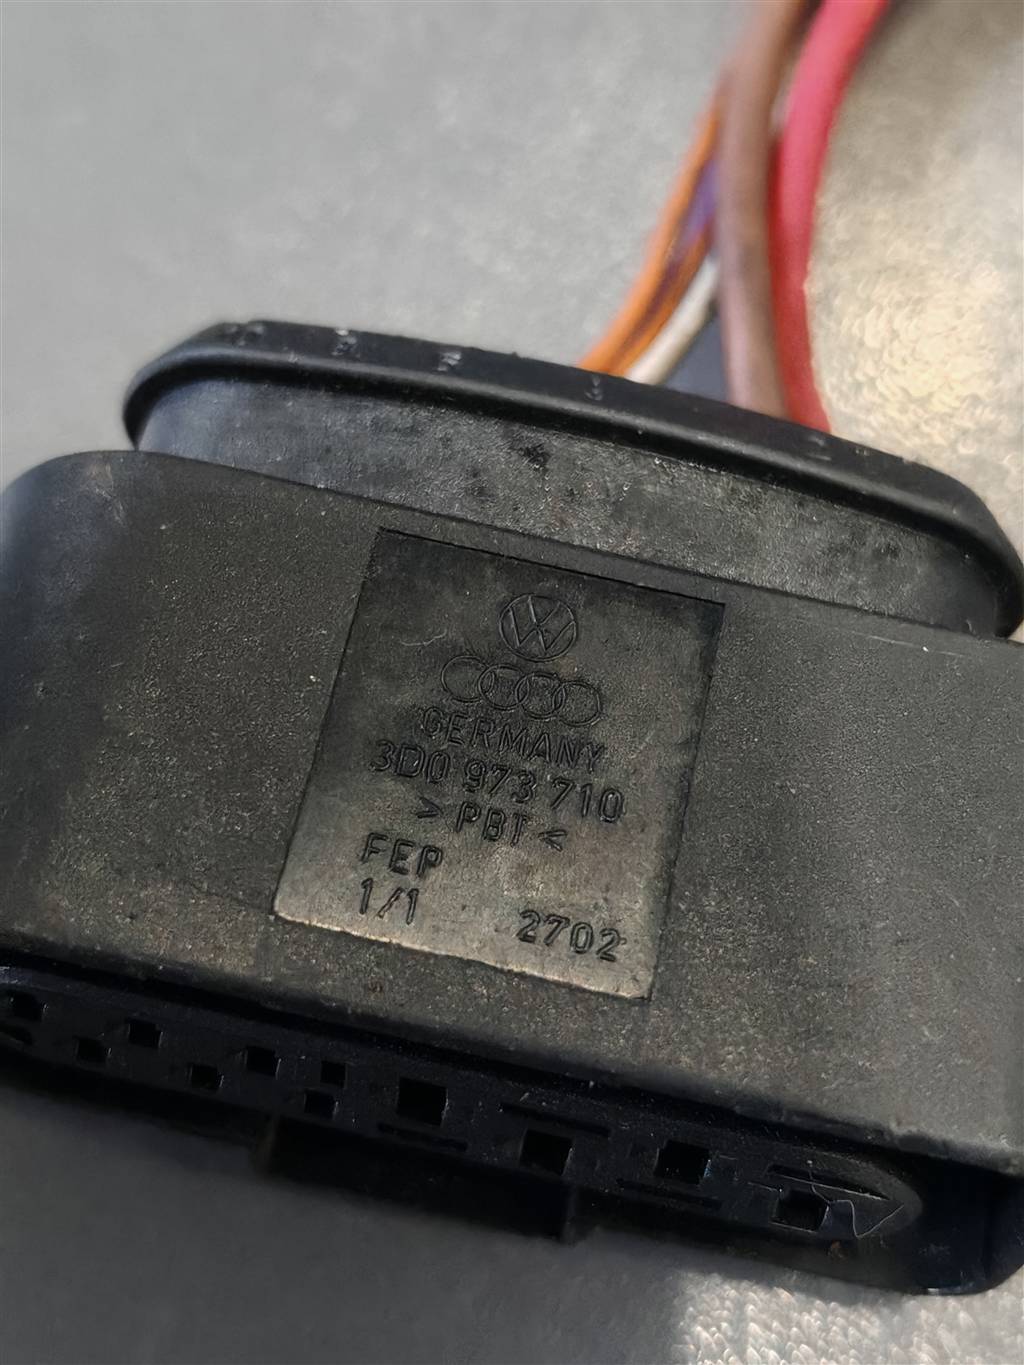 GERMANY
3D0 973 710
> PBT <
FEP
1/1 2702